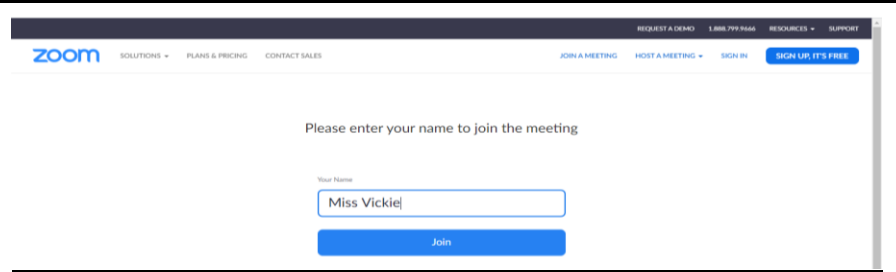 REQUEST A DEMO 1.888.799.9666 RESOURCES SUPPORT
zoom SOLUTIONS PLANS & PRICING CONTACT SALES JOIN A MEETING HOST A MEETING SIGN IN SIGN UP, IT'S FREE
Please enter your name to join the meeting
Your Name
Miss Vickie
Join